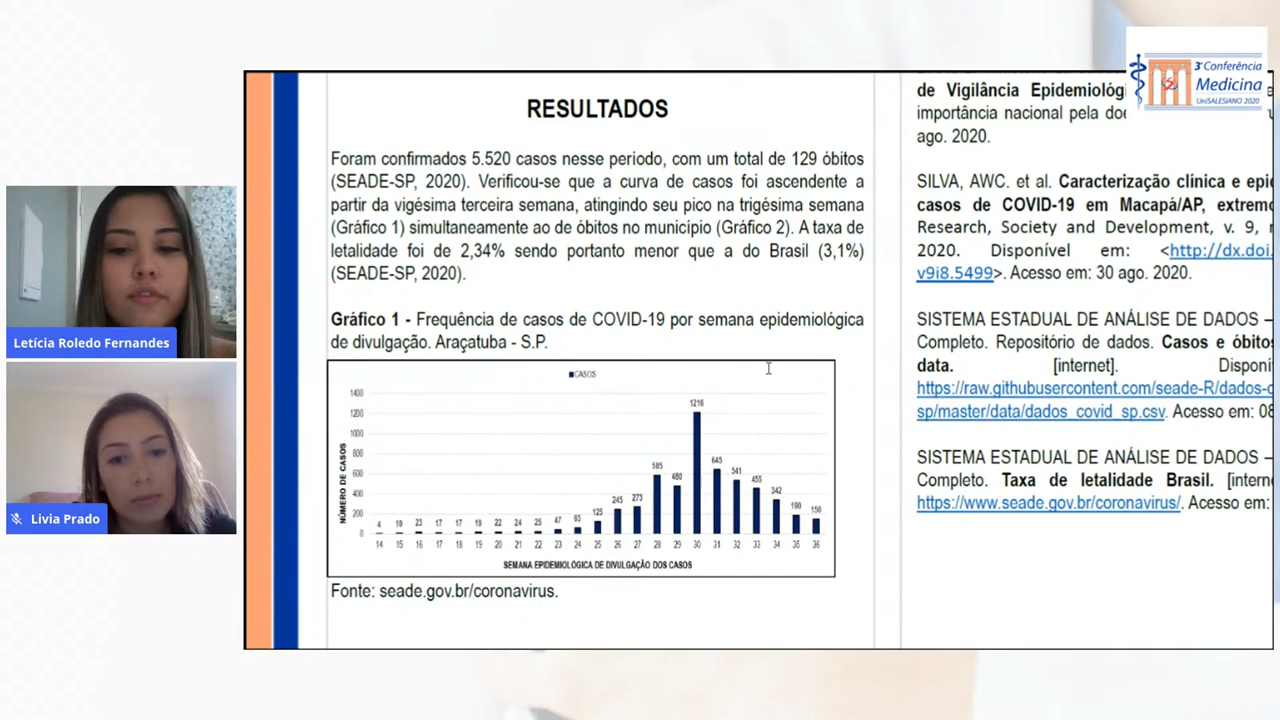 3ª Conferência
Medicina
UniSALESIANO 2020
Letícia Roledo Fernandes
Livia Prado
RESULTADOS
Foram confirmados 5.520 casos nesse período, com um total de 129 óbitos
(SEADE-SP, 2020). Verificou-se que a curva de casos foi ascendente a
partir da vigésima terceira semana, atingindo seu pico na trigésima semana
(Gráfico 1) simultaneamente ao de óbitos no município (Gráfico 2). A taxa de
letalidade foi de 2,34% sendo portanto menor que a do Brasil (3,1%)
(SEADE-SP, 2020).
Gráfico 1 - Frequência de casos de COVID-19 por semana epidemiológica
de divulgação. Araçatuba - S.P.
CASOS
NÚMERO DE CASOS
1400
1200
1000
800
600
400
200
0
4 10 23 17 17 19 22 24 25 47 65 125 245 273 585 480 1216 645 541 455 342 190 150
14 15 16 17 18 19 20 21 22 23 24 25 26 27 28 29 30 31 32 33 34 35 36
SEMANA EPIDEMIOLÓGICA DE DIVULGAÇÃO DOS CASOS
Fonte: seade.gov.br/coronavirus.
de Vigilância Epidemiológi
importância nacional pela doe
ago. 2020.
SILVA, AWC. et al. Caracterização clínica e epid
casos de COVID-19 em Macapá/AP, extremo
Research, Society and Development, v. 9, n
2020. Disponível em: <http://dx.doi.
v9i8.5499>. Acesso em: 30 ago. 2020.
SISTEMA ESTADUAL DE ANÁLISE DE DADOS –
Completo. Repositório de dados. Casos e óbitos
data. [internet]. Disponí
https://raw.githubusercontent.com/seade-R/dados-c
sp/master/data/dados_covid_sp.csv. Acesso em: 08
SISTEMA ESTADUAL DE ANÁLISE DE DADOS –
Completo. Taxa de letalidade Brasil. [intern
https://www.seade.gov.br/coronavirus/. Acesso em: